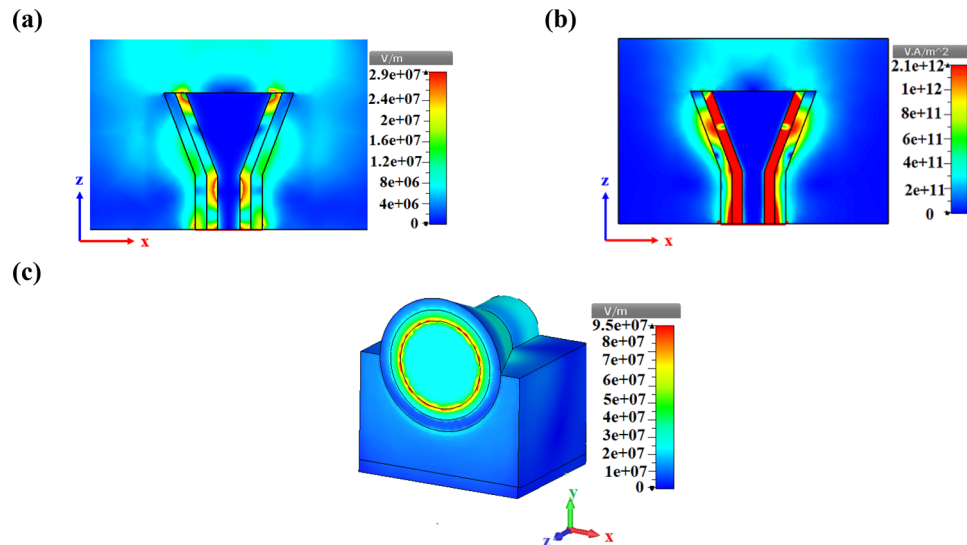 (a)
V/m
2.9e+07
2.4e+07
2e+07
1.6e+07
1.2e+07
8e+06
4e+06
0
z
x
(b)
V.A/m^2
2.1e+12
1e+12
8e+11
6e+11
4e+11
2e+11
0
z
x
(c)
V/m
9.5e+07
8e+07
7e+07
6e+07
5e+07
4e+07
3e+07
2e+07
1e+07
0
y
z
x